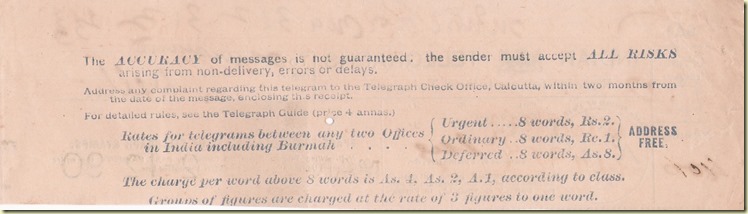 The ACCURACY of messages is not guaranteed; the sender must accept ALL RISKS
arising from non-delivery, errors or delays.
Address any complaint regarding this telegram to the Telegraph Check Office, Calcutta, within two months from
the date of the message, enclosing this receipt.
For detailed rules, see the Telegraph Guide (price 4 annas).
Rates for telegrams between any two Offices
in India including Burmah . . .
Urgent .....8 words, Rs.2.
Ordinary ..8 words, Re.1.
Deferred ..8 words, As.8.
ADDRESS
FREE.
The charge per word above 8 words is As. 4. As. 2, A.1, according to class.
Groups of figures are charged at the rate of 3 figures to one word.